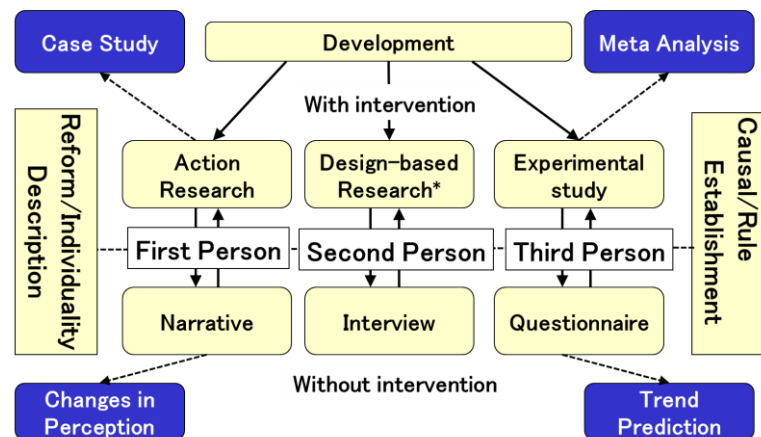 Case Study
Development
Meta Analysis
With intervention
Reform/Individuality
Description
Action
Research
Design-based
Research*
Experimental
study
Causal/Rule
Establishment
First Person
Second Person
Third Person
Narrative
Interview
Questionnaire
Without intervention
Changes in
Perception
Trend
Prediction